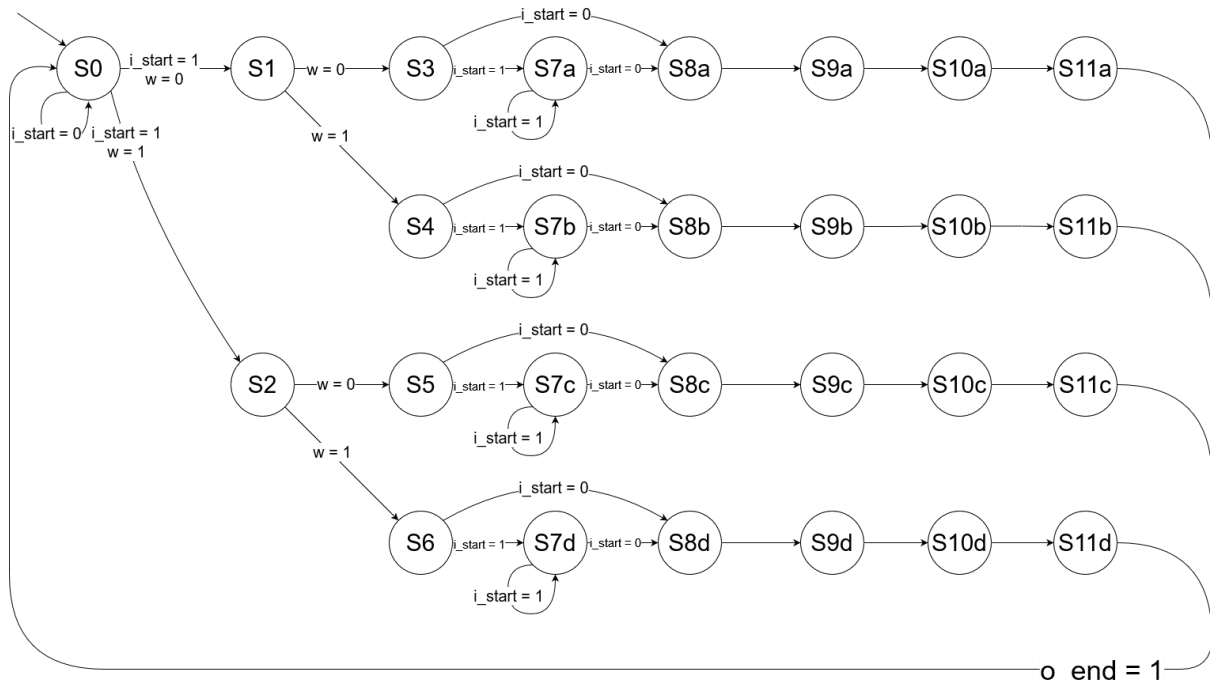 i_start = 0
S0
i_start = 1
w = 0
S1
w = 0
S3
i_start = 1
S7a
i_start = 0
S8a
S9a
S10a
S11a
i_start = 0
i_start = 1
w = 1
i_start = 1
w = 1
i_start = 0
S4
i_start = 1
S7b
i_start = 0
S8b
S9b
S10b
S11b
i_start = 1
i_start = 0
S2
w = 0
S5
i_start = 1
S7c
i_start = 0
S8c
S9c
S10c
S11c
i_start = 1
w = 1
i_start = 0
S6
i_start = 1
S7d
i_start = 0
S8d
S9d
S10d
S11d
i_start = 1
o_end = 1